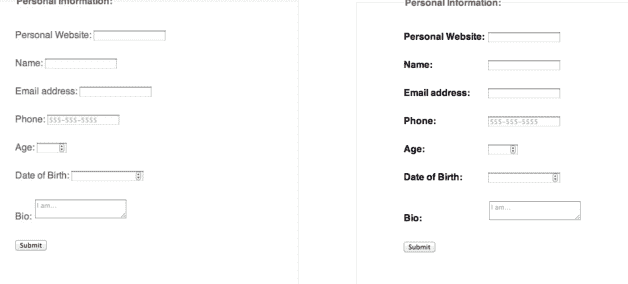 Personal Information:
Personal Website:
Name:
Email address:
Phone: 555-555-5555
Age:
Date of Birth:
Bio: I am...
Submit
Personal Information:
Personal Website:
Name:
Email address:
Phone: 555-555-5555
Age:
Date of Birth:
Bio: I am...
Submit